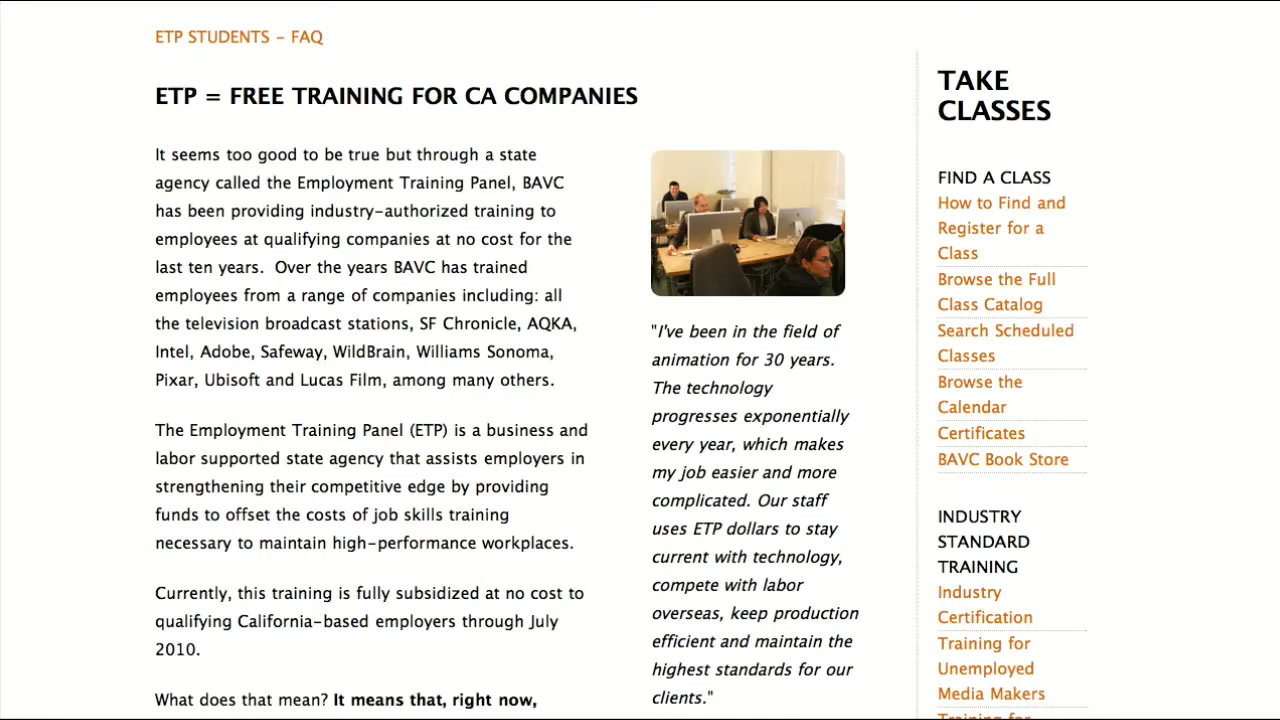 ETP STUDENTS – FAQ
ETP = FREE TRAINING FOR CA COMPANIES
It seems too good to be true but through a state
agency called the Employment Training Panel, BAVC
has been providing industry-authorized training to
employees at qualifying companies at no cost for the
last ten years.  Over the years BAVC has trained
employees from a range of companies including: all
the television broadcast stations, SF Chronicle, AQKA,
Intel, Adobe, Safeway, WildBrain, Williams Sonoma,
Pixar, Ubisoft and Lucas Film, among many others.
The Employment Training Panel (ETP) is a business and
labor supported state agency that assists employers in
strengthening their competitive edge by providing
funds to offset the costs of job skills training
necessary to maintain high-performance workplaces.
Currently, this training is fully subsidized at no cost to
qualifying California-based employers through July
2010.
What does that mean? It means that, right now,
"I've been in the field of
animation for 30 years.
The technology
progresses exponentially
every year, which makes
my job easier and more
complicated. Our staff
uses ETP dollars to stay
current with technology,
compete with labor
overseas, keep production
efficient and maintain the
highest standards for our
clients."
TAKE
CLASSES
FIND A CLASS
How to Find and
Register for a
Class
Browse the Full
Class Catalog
Search Scheduled
Classes
Browse the
Calendar
Certificates
BAVC Book Store
INDUSTRY
STANDARD
TRAINING
Industry
Certification
Training for
Unemployed
Media Makers
Training for